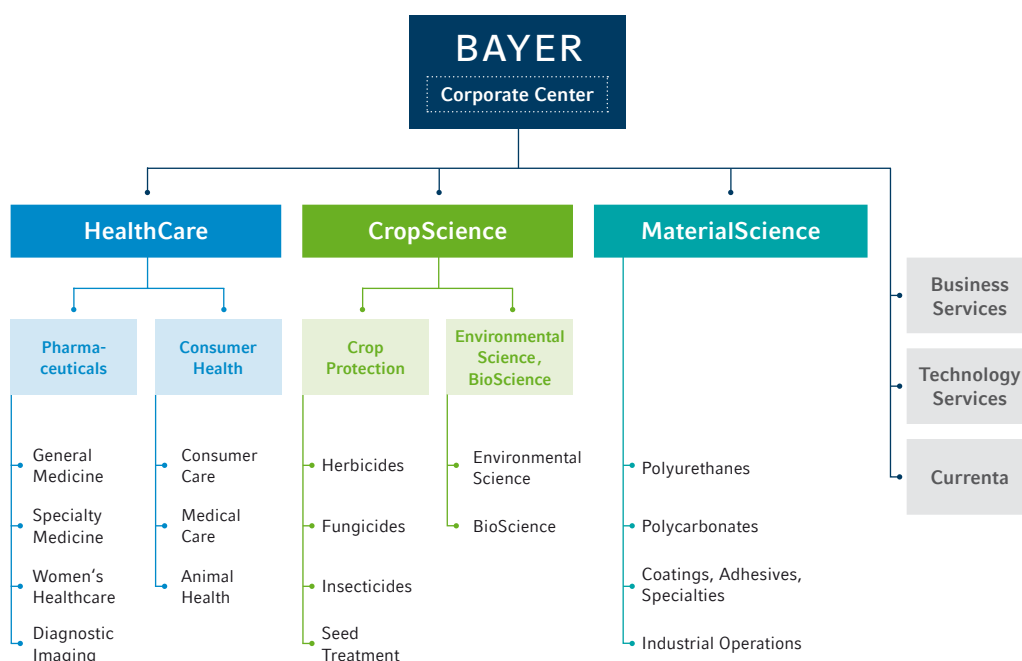 BAYER
Corporate Center
HealthCare
CropScience
MaterialScience
Business
Services
Technology
Services
Currenta
Pharma-
ceuticals
Consumer
Health
Crop
Protection
Environmental
Science,
BioScience
General
Medicine
Specialty
Medicine
Women‘s
Healthcare
Diagnostic
Imaging
Consumer
Care
Medical
Care
Animal
Health
Herbicides
Fungicides
Insecticides
Seed
Treatment
Environmental
Science
BioScience
Polyurethanes
Polycarbonates
Coatings, Adhesives,
Specialties
Industrial Operations